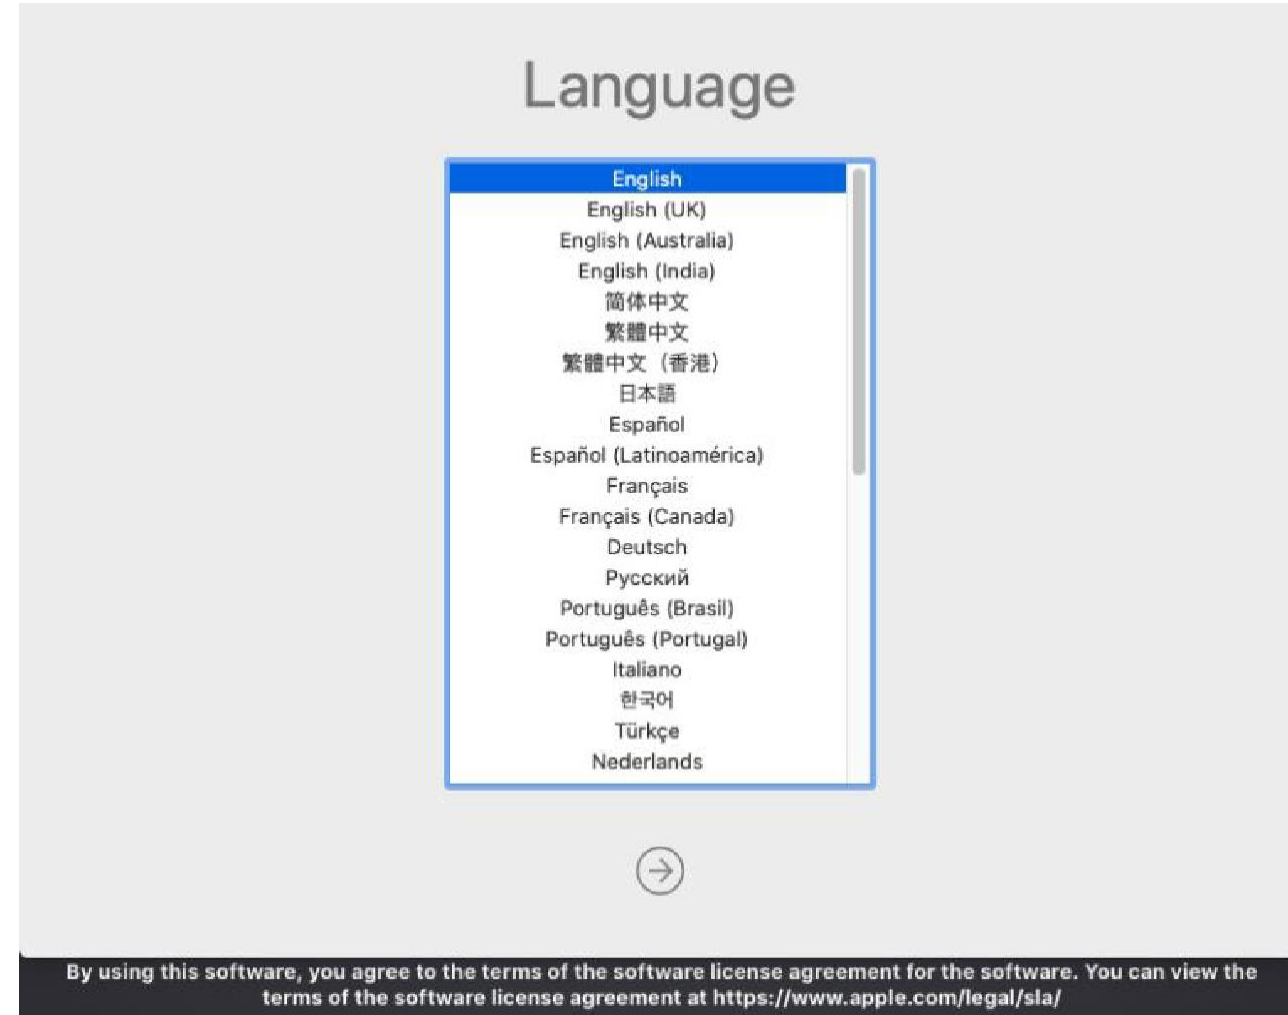 Language
English
English (UK)
English (Australia)
English (India)
简体中文
繁體中文
繁體中文（香港）
日本語
Español
Español (Latinoamérica)
Français
Français (Canada)
Deutsch
Русский
Português (Brasil)
Português (Portugal)
Italiano
한국어
Türkçe
Nederlands
By using this software, you agree to the terms of the software license agreement for the software. You can view the
terms of the software license agreement at https://www.apple.com/legal/sla/